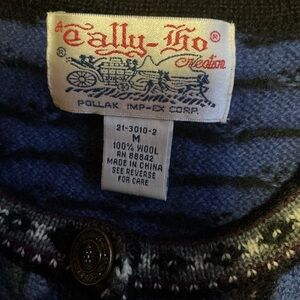 A Tally-Ho ®
® Creation
POLLAK IMP-EX CORP.
21-3010-2
M
100% WOOL
RN 88842
MADE IN CHINA
SEE REVERSE
FOR CARE